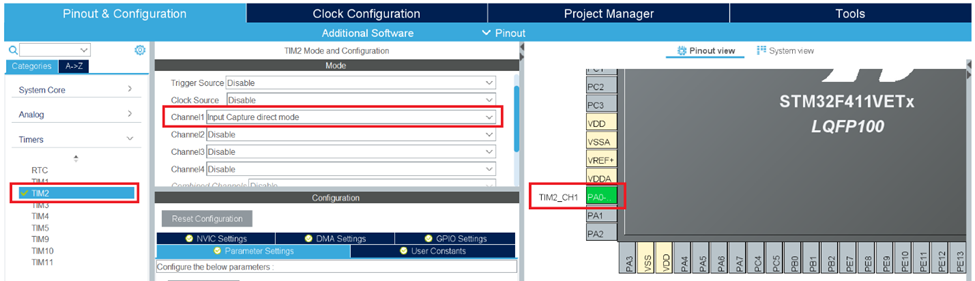 Pinout & Configuration
Clock Configuration
Project Manager
Tools
Additional Software
Pinout
Categories
A->Z
System Core
Analog
Timers
RTC
TIM1
TIM2
TIM3
TIM4
TIM5
TIM9
TIM10
TIM11
TIM2 Mode and Configuration
Mode
Trigger Source Disable
Clock Source Disable
Channel1 Input Capture direct mode
Channel2 Disable
Channel3 Disable
Channel4 Disable
Combined Channels Disable
Configuration
Reset Configuration
NVIC Settings
DMA Settings
GPIO Settings
Parameter Settings
User Constants
Configure the below parameters :
Pinout view
System view
PC1
PC2
PC3
VDD
VSSA
VREF+
VDDA
TIM2_CH1
PA0-
PA1
PA2
STM32F411VETx
LQFP100
PA3
VSS
VDD
PA4
PA5
PA6
PA7
PC4
PC5
PB0
PB1
PB2
PE7
PE8
PE9
PE10
PE11
PE12
PE13